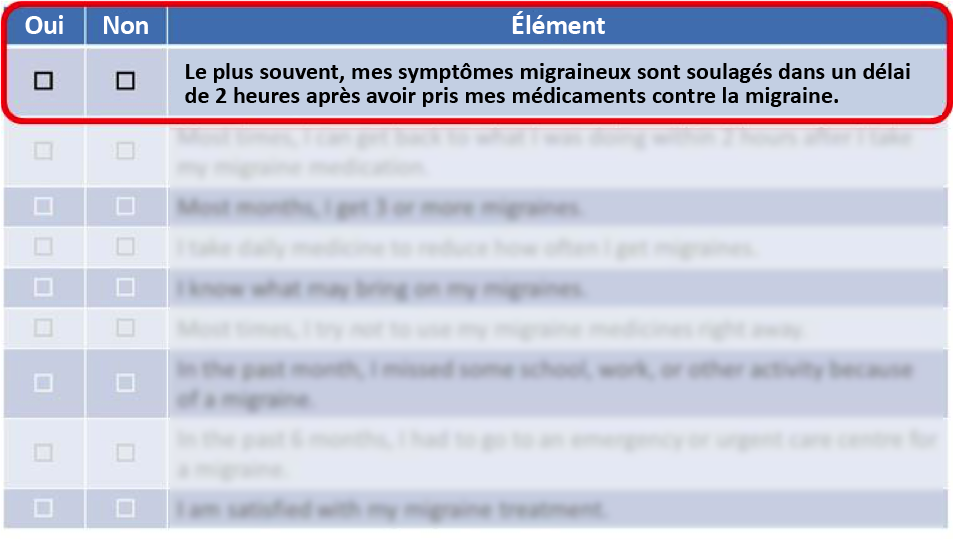 Oui Non Élément
Le plus souvent, mes symptômes migraineux sont soulagés dans un délai
de 2 heures après avoir pris mes médicaments contre la migraine.
Most times, I can get back to what I was doing within 2 hours after I take
my migraine medication.
Most months, I get 3 or more migraines.
I take daily medicine to reduce how often I get migraines.
I know what may bring on my migraines.
Most times, I try not to use my migraine medicines right away.
In the past month, I missed some school, work, or other activity because
of a migraine.
In the past 6 months, I had to go to an emergency or urgent care centre for
a migraine.
I am satisfied with my migraine treatment.